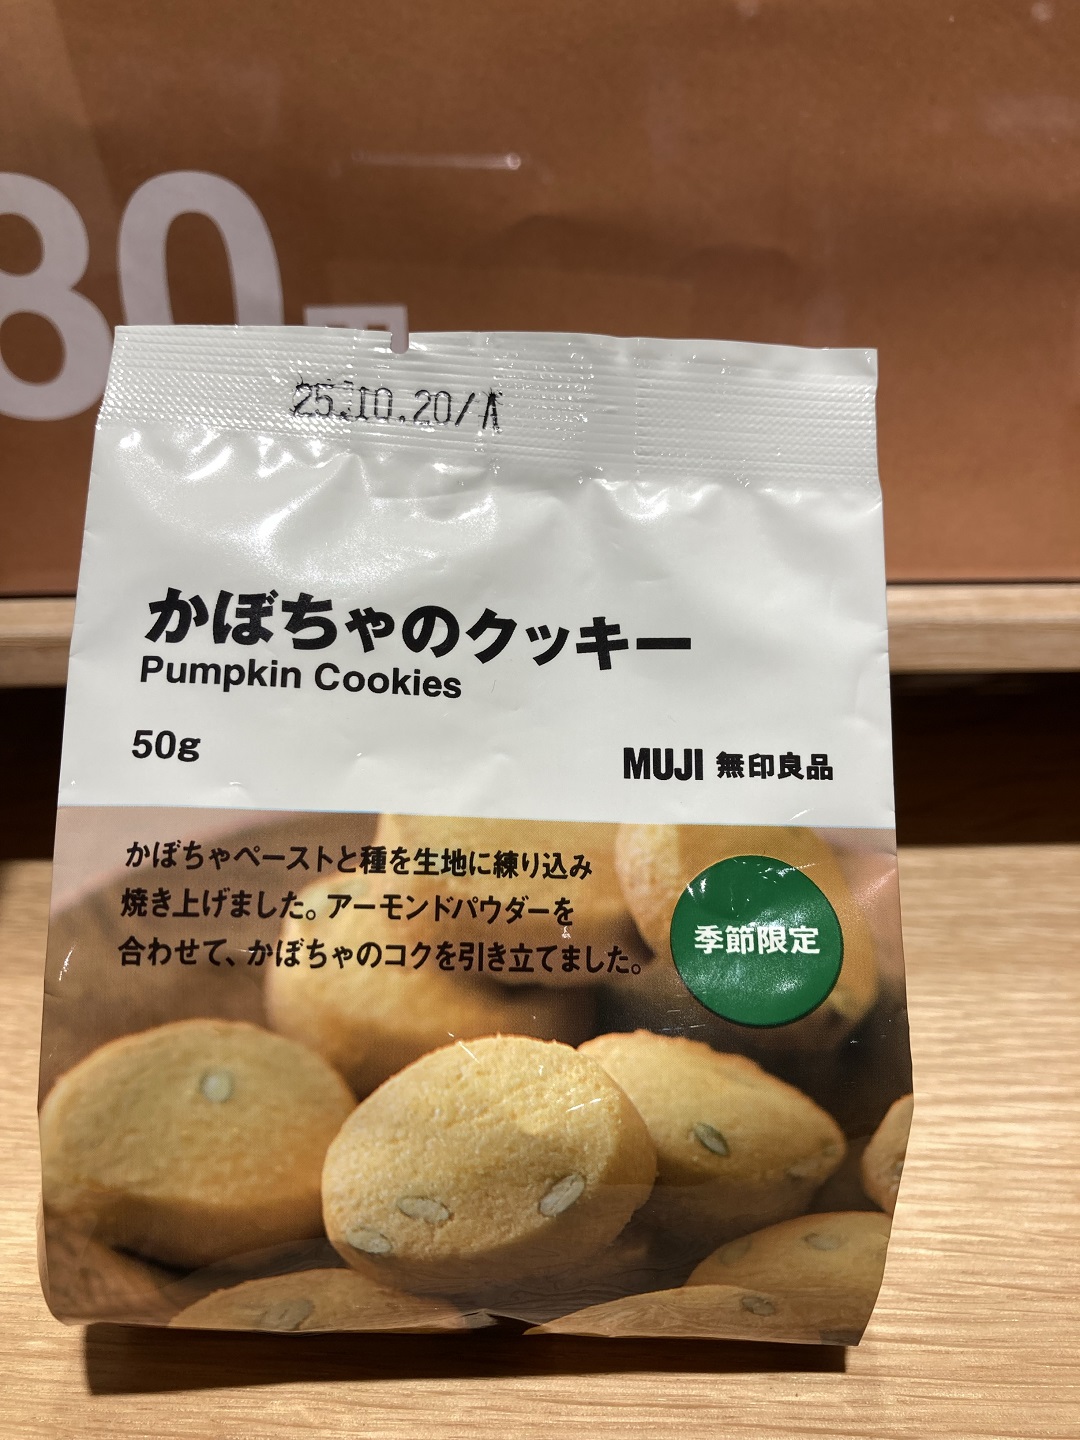 80円
25.10.20/A
かぼちゃのクッキー
Pumpkin Cookies
50g
MUJI 無印良品
かぼちゃペーストと種を生地に練り込み
焼き上げました。アーモンドパウダーを
合わせて、かぼちゃのコクを引き立てました。
季節限定